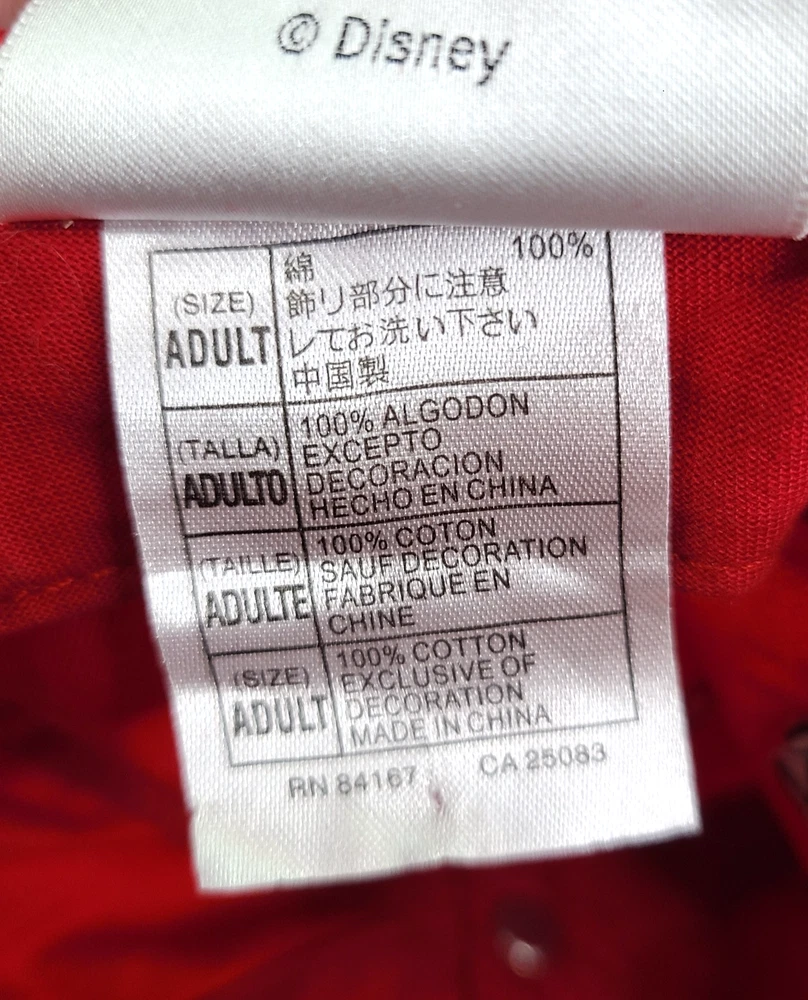 © Disney
(SIZE)
ADULT
綿 100%
飾り部分に注意
してお洗い下さい
中国製
(TALLA)
ADULTO
100% ALGODON
EXCEPTO
DECORACION
HECHO EN CHINA
(TAILLE)
ADULTE
100% COTON
SAUF DECORATION
FABRIQUE EN
CHINE
(SIZE)
ADULT
100% COTTON
EXCLUSIVE OF
DECORATION
MADE IN CHINA
RN 84167 CA 25083